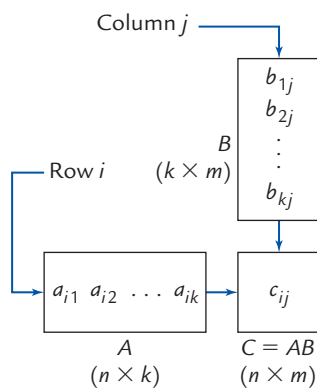 Column j
b1j
b2j
⋮
bkj
B
(k × m)
Row i
ai1 ai2 . . . aik
cij
A
(n × k)
C = AB
(n × m)